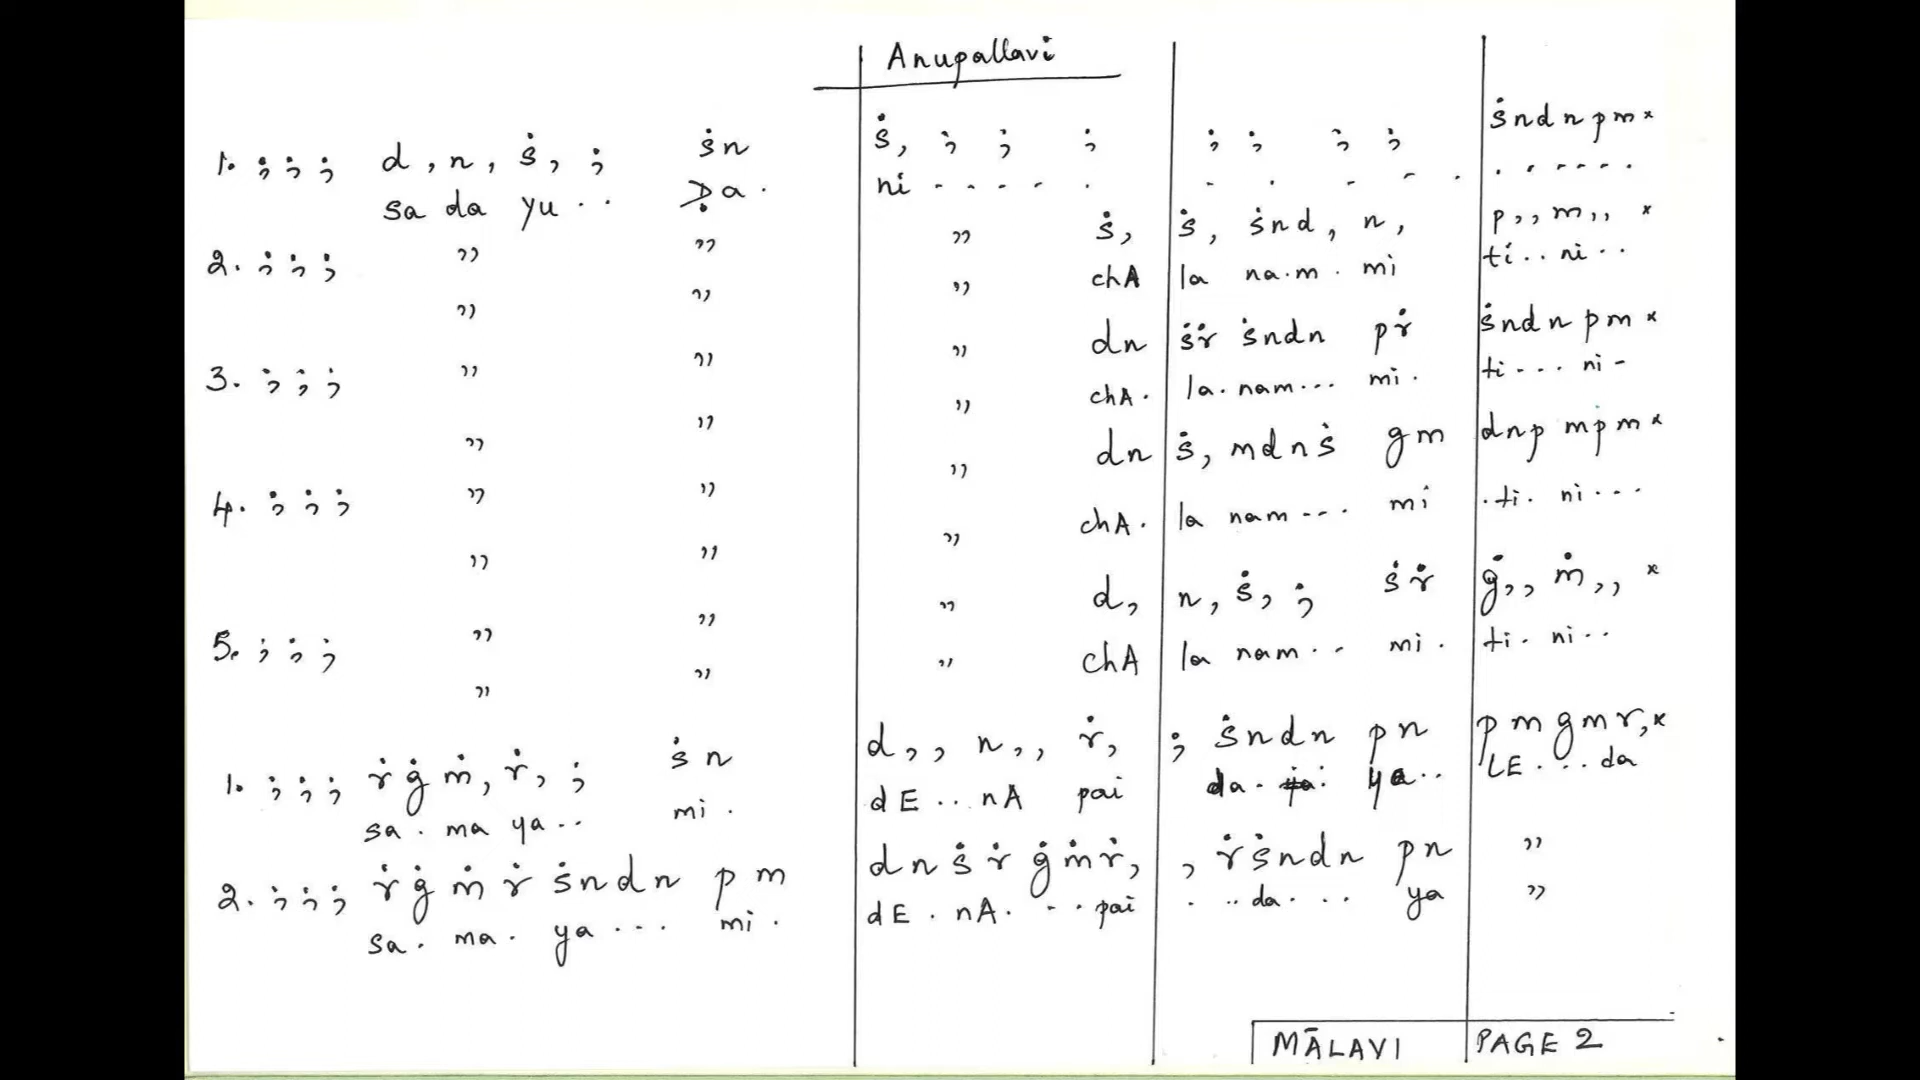 Anupallavi
1. ; ; ; d , n , ṡ , ; ṡ n | ṡ , ; ; ; | ; ; ; ; | ṡ n d n p m *
sa da yu . . . a . | ni - - - - . | - . - - . | . . - - - .
2. ; ; ; ,, ,, | ,, ṡ , | ṡ , ṡ n d , n , | p , , m , , *
,, ,, | ,, chA | la na . m . mi | ti . . ni . .
3. ; ; ; ,, ,, | ,, d n | ṡ ṙ ṡ n d n p ṙ | ṡ n d n p m *
,, ,, | ,, chA . | la . nam . . . mi . | ti - - - ni -
4. ; ; ; ,, ,, | ,, d n | ṡ , m d n ṡ g m | d n p m p m *
,, ,, | ,, chA . | la nam - - - . mi | . ti . ni - - -
5. ; ; ; ,, ,, | ,, d , | n , ṡ , ; ṡ ṙ | ġ , , ṁ , , *
,, ,, | ,, chA | la nam . . - mi . | ti . ni . .
1. ; ; ; ṙ ġ ṁ , ṙ , ; ṡ n | d , , n , , ṙ , | ; ṡ n d n p n | p m g m r , *
sa . ma ya . . mi . | dE . . nA pai | da . ya . . | LE . . . da
2. ; ; ; ṙ ġ ṁ ṙ ṡ n d n p m | d n ṡ ṙ ġ ṁ ṙ , | , ṙ ṡ n d n p n | ,,
sa . ma . ya . . . mi . | dE . nA . - - . pai | . . . da . . . ya | ,,
MĀLAVI | PAGE 2